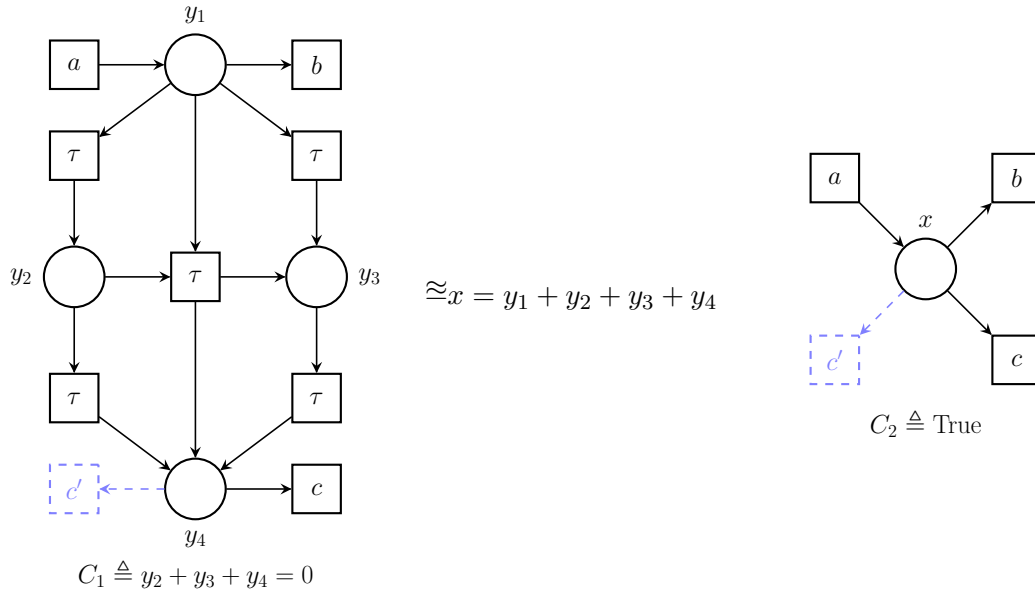 y₁
a
b
τ
τ
y₂
τ
y₃
τ
τ
c′
c
y₄
C₁ ≜ y₂ + y₃ + y₄ = 0
≊ x = y₁ + y₂ + y₃ + y₄
a
b
x
c′
c
C₂ ≜ True